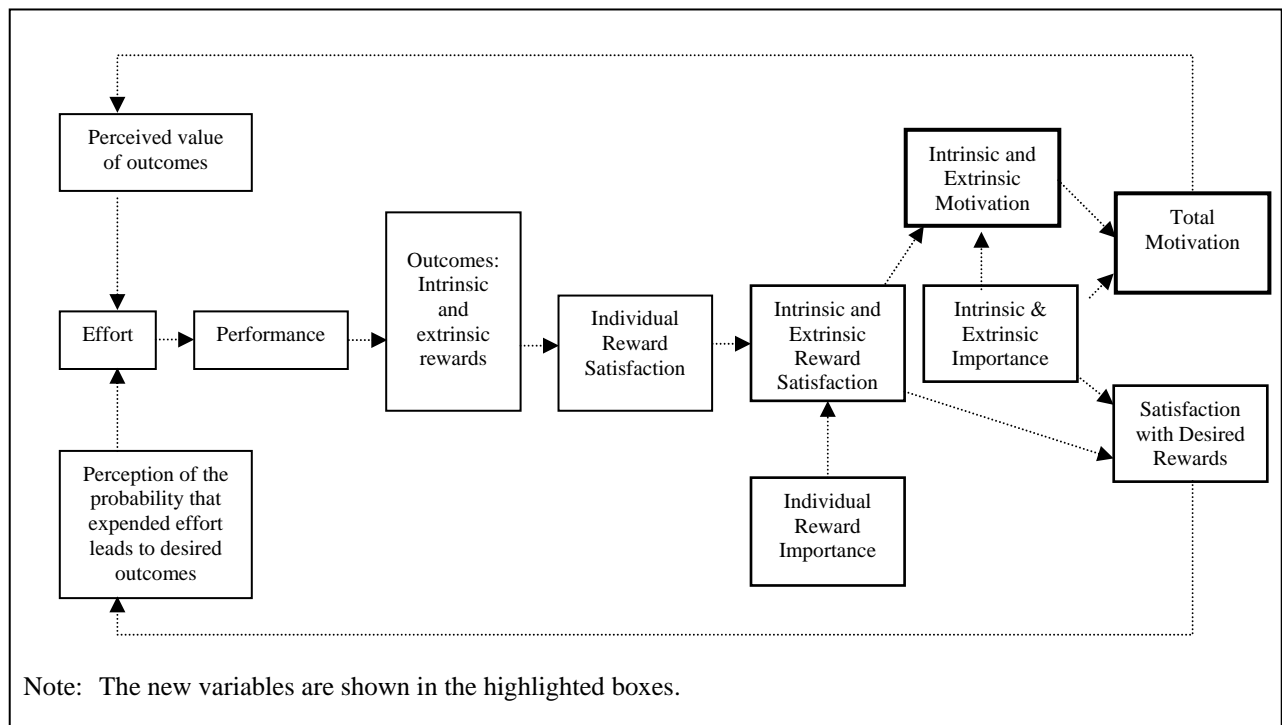 Perceived value
of outcomes
Effort
Perception of the
probability that
expended effort
leads to desired
outcomes
Performance
Outcomes:
Intrinsic
and
extrinsic
rewards
Individual
Reward
Satisfaction
Intrinsic and
Extrinsic
Reward
Satisfaction
Individual
Reward
Importance
Intrinsic and
Extrinsic
Motivation
Intrinsic &
Extrinsic
Importance
Total
Motivation
Satisfaction
with Desired
Rewards
Note: The new variables are shown in the highlighted boxes.